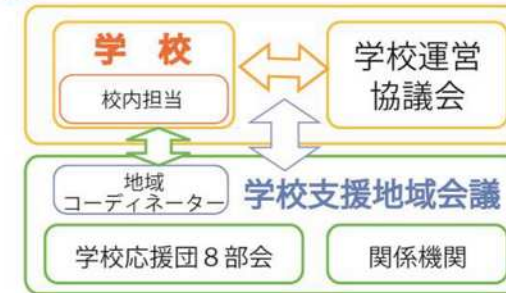 学校
校内担当
学校運営
協議会
地域
コーディネーター
学校支援地域会議
学校応援団８部会
関係機関